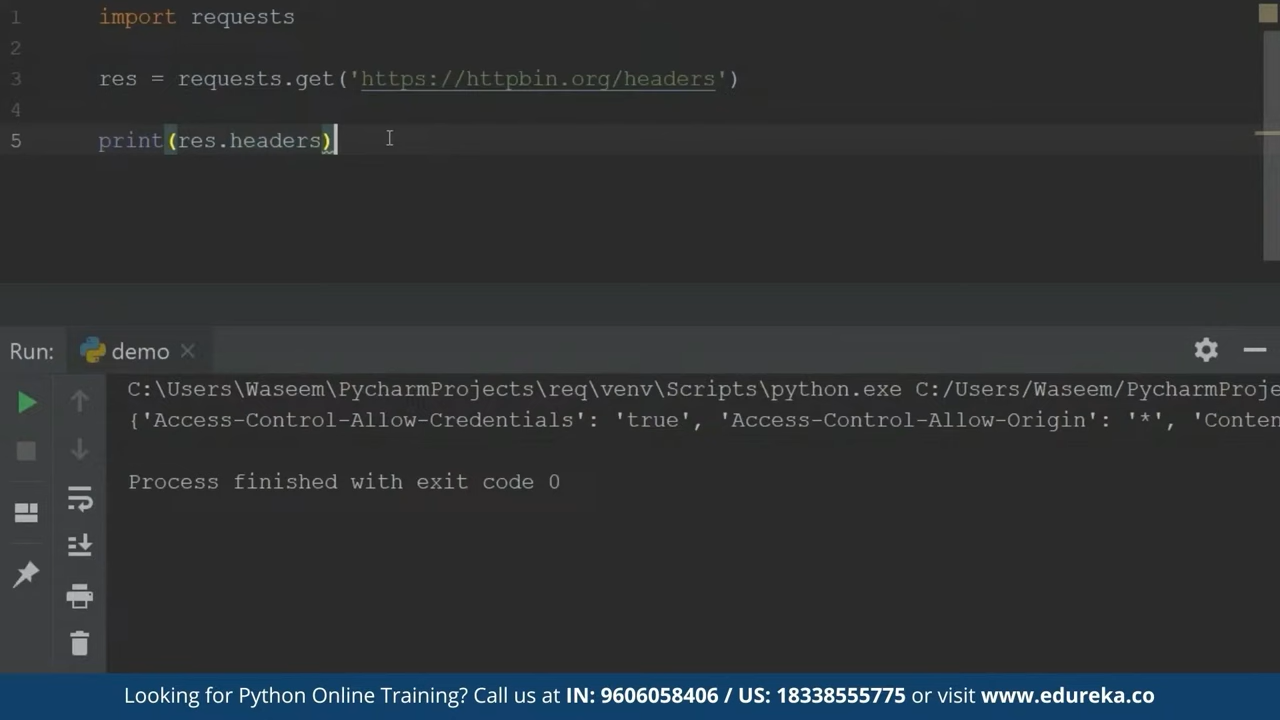 1 import requests
2
3 res = requests.get('https://httpbin.org/headers')
4
5 print(res.headers)
Run: demo
C:\Users\Waseem\PycharmProjects\req\venv\Scripts\python.exe C:/Users/Waseem/PycharmProje
{'Access-Control-Allow-Credentials': 'true', 'Access-Control-Allow-Origin': '*', 'Conten
Process finished with exit code 0
Looking for Python Online Training? Call us at IN: 9606058406 / US: 18338555775 or visit www.edureka.co